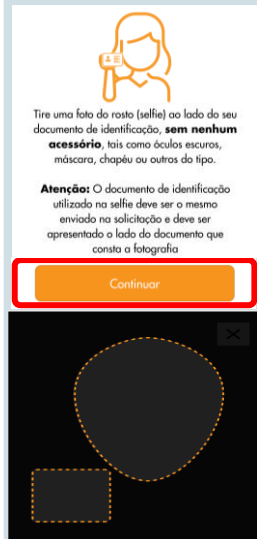 Tire uma foto do rosto (selfie) ao lado do seu
documento de identificação, sem nenhum
acessório, tais como óculos escuros,
máscara, chapéu ou outros do tipo.
Atenção: O documento de identificação
utilizado na selfie deve ser o mesmo
enviado na solicitação e deve ser
apresentado o lado do documento que
consta a fotografia
Continuar